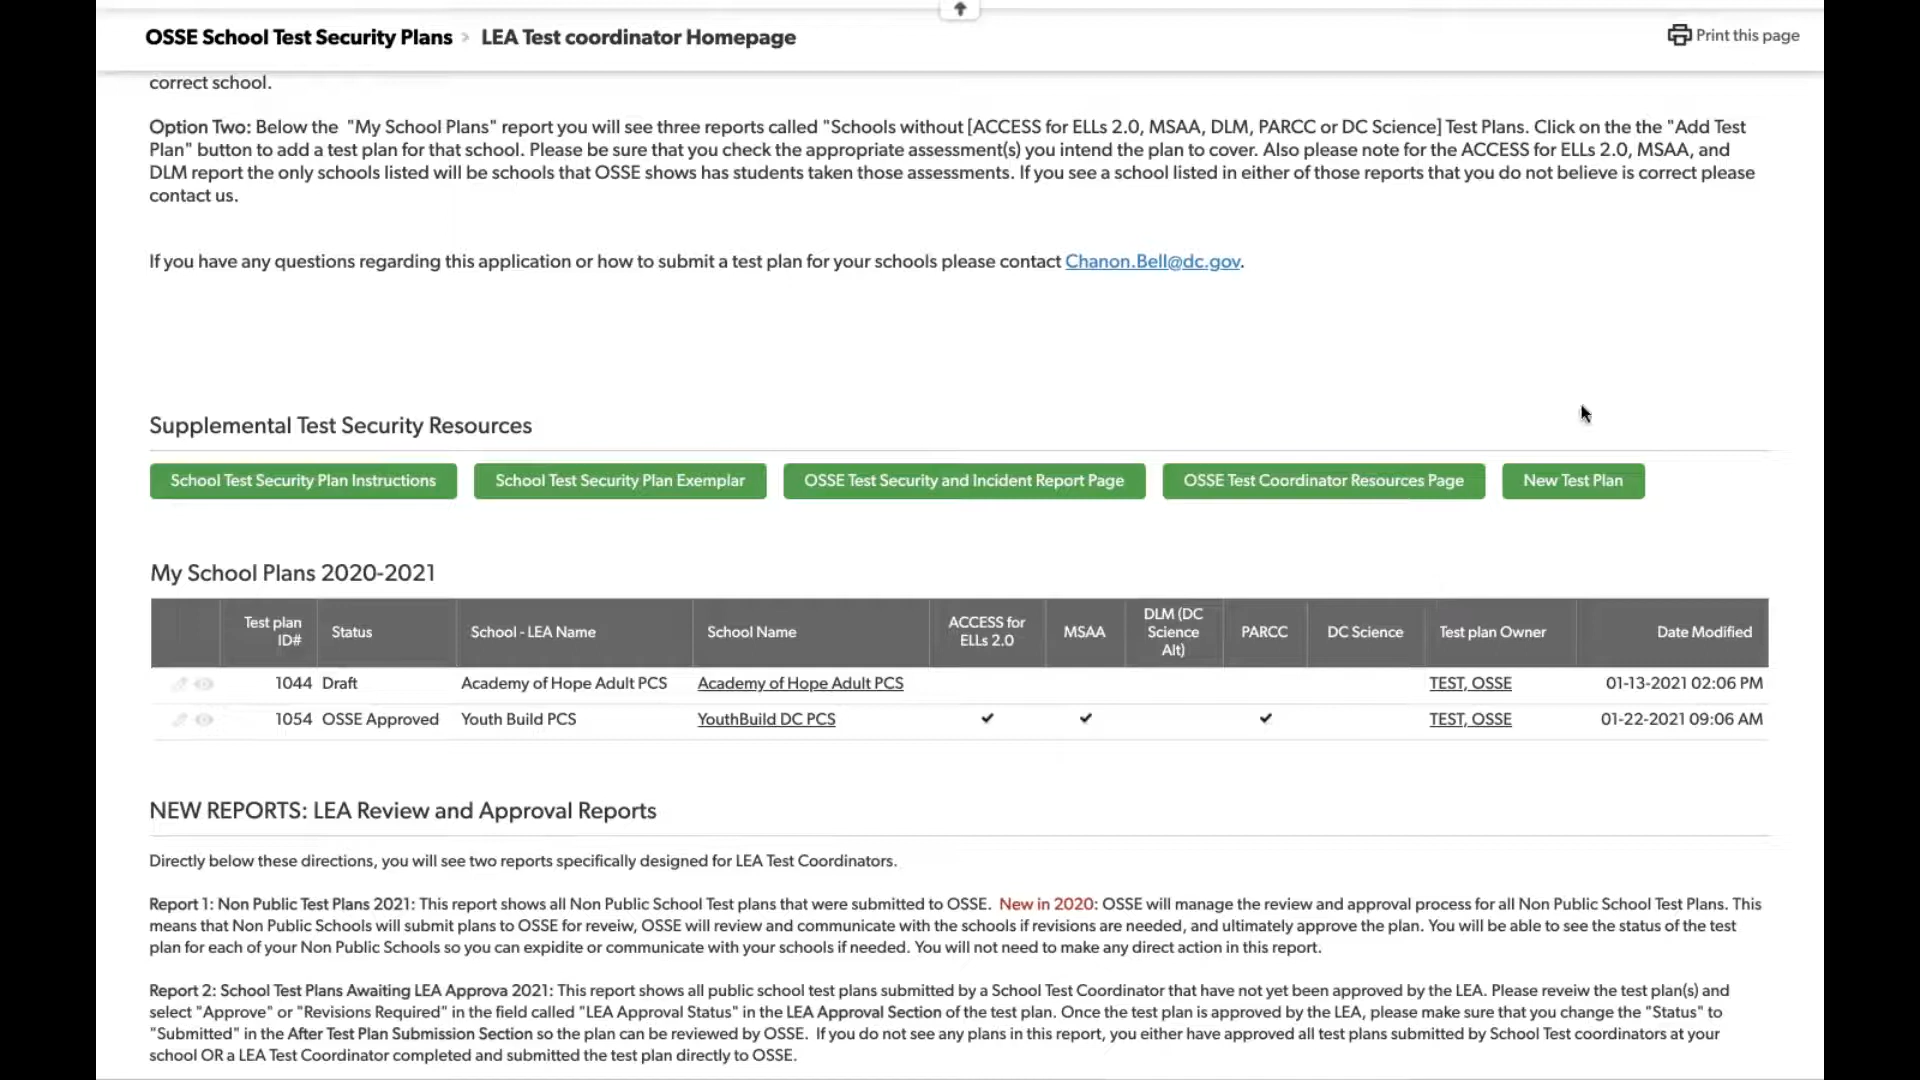 OSSE School Test Security Plans > LEA Test coordinator Homepage
Print this page
correct school.
Option Two: Below the "My School Plans" report you will see three reports called "Schools without [ACCESS for ELLs 2.0, MSAA, DLM, PARCC or DC Science] Test Plans. Click on the the "Add Test
Plan" button to add a test plan for that school. Please be sure that you check the appropriate assessment(s) you intend the plan to cover. Also please note for the ACCESS for ELLs 2.0, MSAA, and
DLM report the only schools listed will be schools that OSSE shows has students taken those assessments. If you see a school listed in either of those reports that you do not believe is correct please
contact us.
If you have any questions regarding this application or how to submit a test plan for your schools please contact Chanon.Bell@dc.gov.
Supplemental Test Security Resources
School Test Security Plan Instructions School Test Security Plan Exemplar OSSE Test Security and Incident Report Page OSSE Test Coordinator Resources Page New Test Plan
My School Plans 2020-2021
Test plan ID# Status School - LEA Name School Name ACCESS for ELLs 2.0 MSAA DLM (DC Science Alt) PARCC DC Science Test plan Owner Date Modified
1044 Draft Academy of Hope Adult PCS Academy of Hope Adult PCS TEST, OSSE 01-13-2021 02:06 PM
1054 OSSE Approved Youth Build PCS YouthBuild DC PCS ✔ ✔ ✔ TEST, OSSE 01-22-2021 09:06 AM
NEW REPORTS: LEA Review and Approval Reports
Directly below these directions, you will see two reports specifically designed for LEA Test Coordinators.
Report 1: Non Public Test Plans 2021: This report shows all Non Public School Test plans that were submitted to OSSE. New in 2020: OSSE will manage the review and approval process for all Non Public School Test Plans. This
means that Non Public Schools will submit plans to OSSE for reveiw, OSSE will review and communicate with the schools if revisions are needed, and ultimately approve the plan. You will be able to see the status of the test
plan for each of your Non Public Schools so you can expidite or communicate with your schools if needed. You will not need to make any direct action in this report.
Report 2: School Test Plans Awaiting LEA Approva 2021: This report shows all public school test plans submitted by a School Test Coordinator that have not yet been approved by the LEA. Please reveiw the test plan(s) and
select "Approve" or "Revisions Required" in the field called "LEA Approval Status" in the LEA Approval Section of the test plan. Once the test plan is approved by the LEA, please make sure that you change the "Status" to
"Submitted" in the After Test Plan Submission Section so the plan can be reviewed by OSSE. If you do not see any plans in this report, you either have approved all test plans submitted by School Test coordinators at your
school OR a LEA Test Coordinator completed and submitted the test plan directly to OSSE.